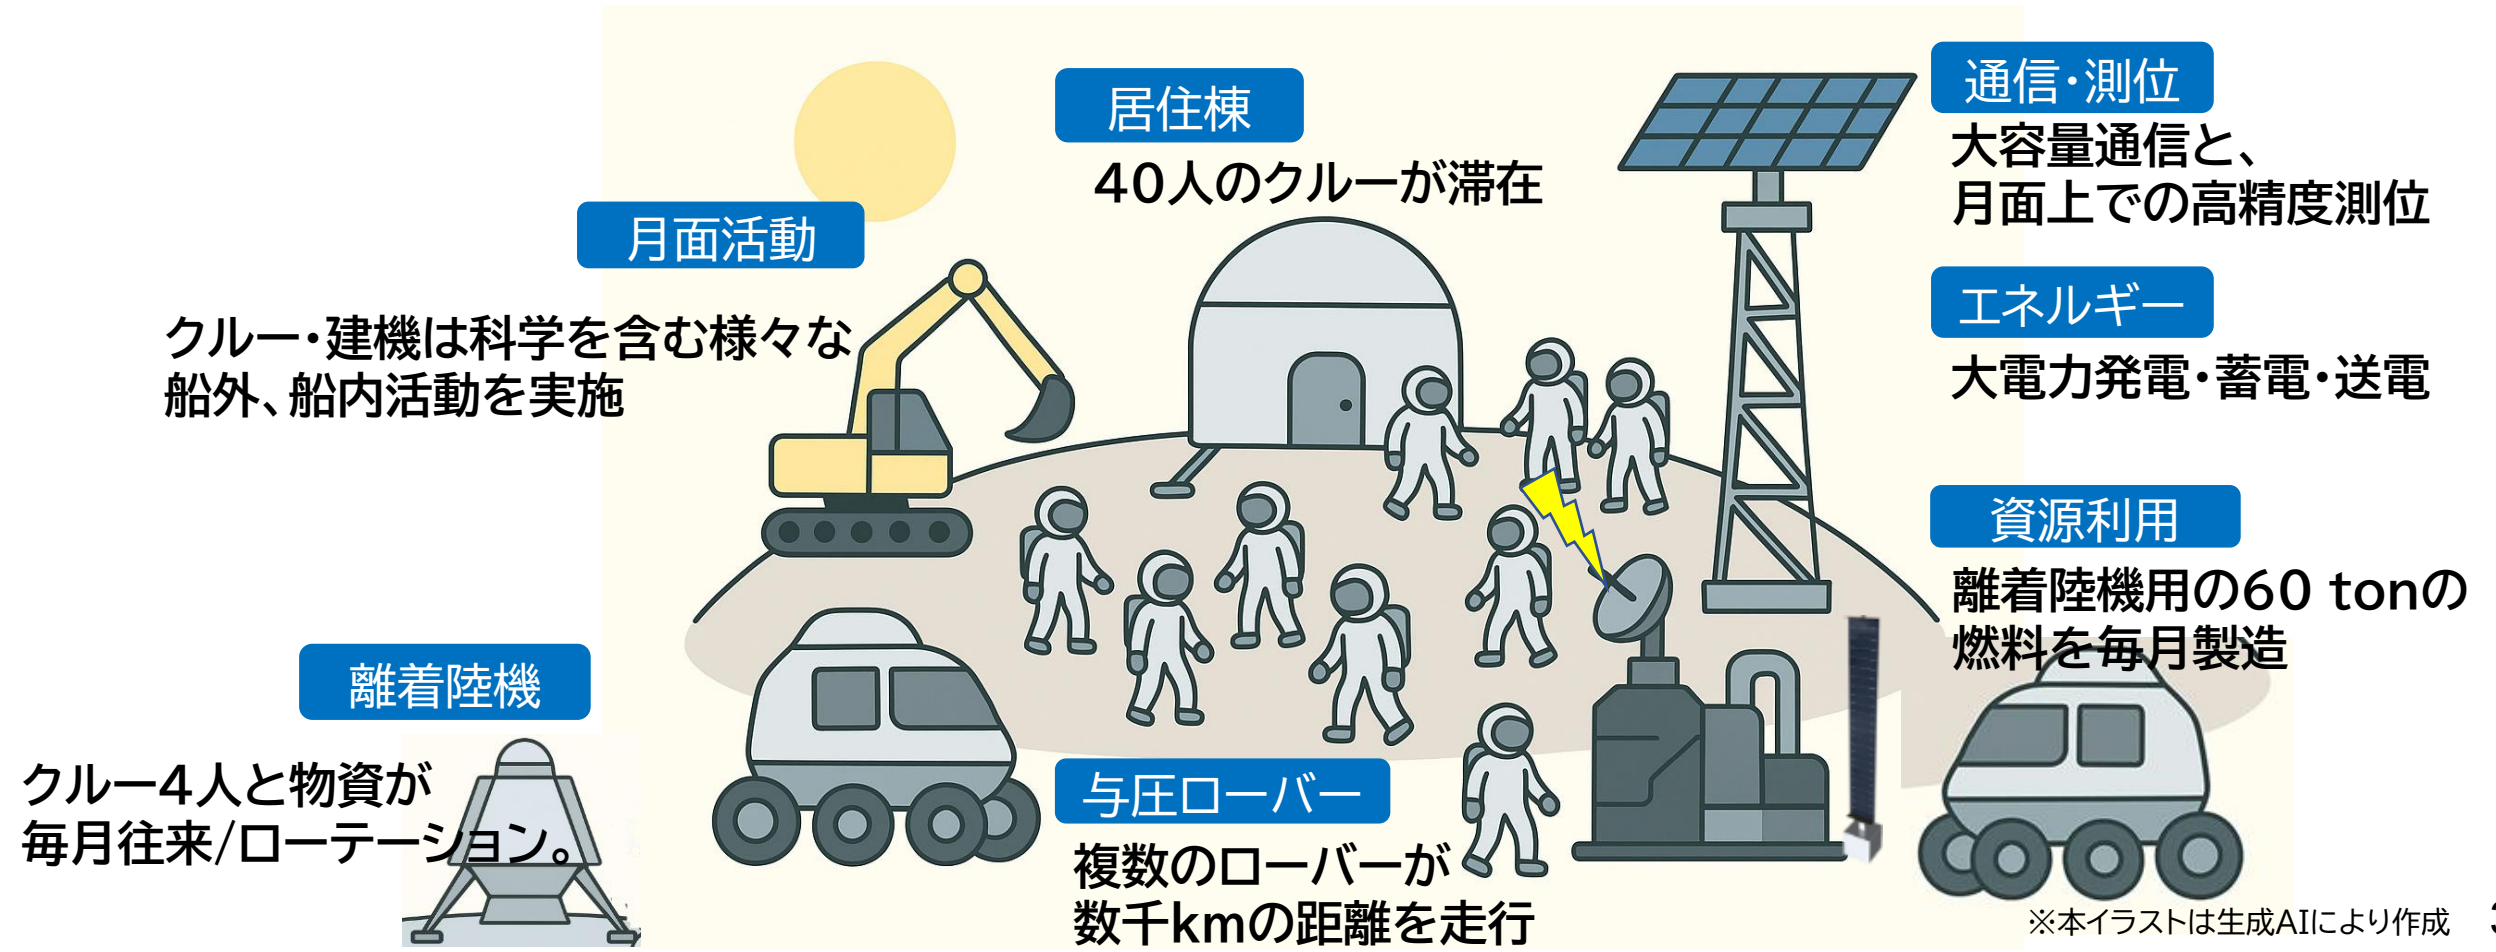 居住棟
40人のクルーが滞在
通信・測位
大容量通信と、
月面上での高精度測位
月面活動
クルー・建機は科学を含む様々な
船外、船内活動を実施
エネルギー
大電力発電・蓄電・送電
資源利用
離着陸機用の60 tonの
燃料を毎月製造
離着陸機
クルー4人と物資が
毎月往来/ローテーション。
与圧ローバー
複数のローバーが
数千kmの距離を走行
※本イラストは生成AIにより作成